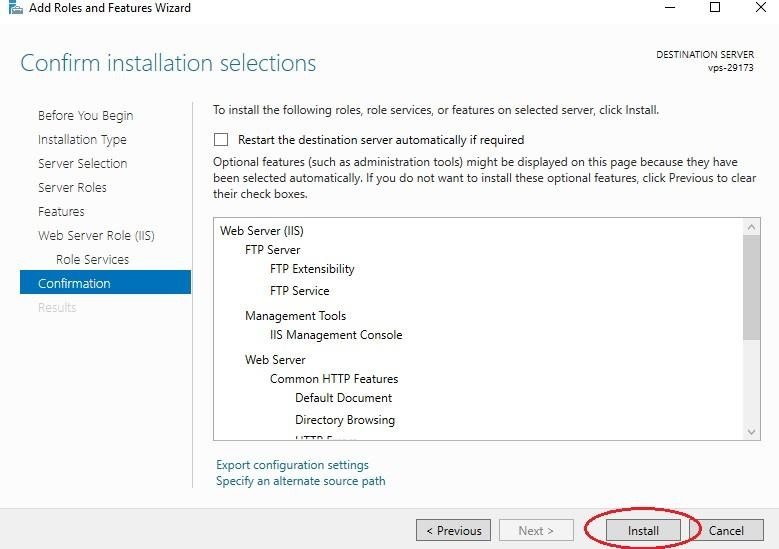 Add Roles and Features Wizard
Confirm installation selections
DESTINATION SERVER
vps-29173
Before You Begin
Installation Type
Server Selection
Server Roles
Features
Web Server Role (IIS)
Role Services
Confirmation
Results
To install the following roles, role services, or features on selected server, click Install.
Restart the destination server automatically if required
Optional features (such as administration tools) might be displayed on this page because they have
been selected automatically. If you do not want to install these optional features, click Previous to clear
their check boxes.
Web Server (IIS)
FTP Server
FTP Extensibility
FTP Service
Management Tools
IIS Management Console
Web Server
Common HTTP Features
Default Document
Directory Browsing
Export configuration settings
Specify an alternate source path
< Previous
Next >
Install
Cancel